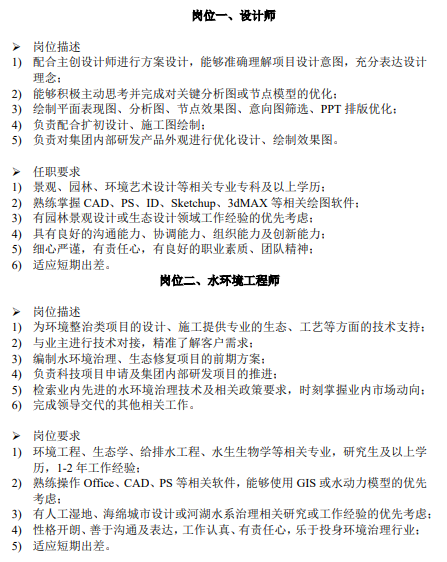 岗位一、设计师
➢ 岗位描述
1) 配合主创设计师进行方案设计，能够准确理解项目设计意图，充分表达设计
理念；
2) 能够积极主动思考并完成对关键分析图或节点模型的优化；
3) 绘制平面表现图、分析图、节点效果图、意向图筛选、PPT 排版优化；
4) 负责配合扩初设计、施工图绘制；
5) 负责对集团内部研发产品外观进行优化设计、绘制效果图。
➢ 任职要求
1) 景观、园林、环境艺术设计等相关专业专科及以上学历；
2) 熟练掌握 CAD、PS、ID、Sketchup、3dMAX 等相关绘图软件；
3) 有园林景观设计或生态设计领域工作经验的优先考虑；
4) 具有良好的沟通能力、协调能力、组织能力及创新能力；
5) 细心严谨，有责任心，有良好的职业素质、团队精神；
6) 适应短期出差。
岗位二、水环境工程师
➢ 岗位描述
1) 为环境整治类项目的设计、施工提供专业的生态、工艺等方面的技术支持；
2) 与业主进行技术对接，精准了解客户需求；
3) 编制水环境治理、生态修复项目的前期方案；
4) 负责科技项目申请及集团内部研发项目的推进；
5) 检索业内先进的水环境治理技术及相关政策要求，时刻掌握业内市场动向；
6) 完成领导交代的其他相关工作。
➢ 岗位要求
1) 环境工程、生态学、给排水工程、水生生物学等相关专业，研究生及以上学
历，1-2 年工作经验；
2) 熟练操作 Office、CAD、PS 等相关软件，能够使用 GIS 或水动力模型的优先
考虑；
3) 有人工湿地、海绵城市设计或河湖水系治理相关研究或工作经验的优先考虑；
4) 性格开朗、善于沟通及表达，工作认真、有责任心，乐于投身环境治理行业；
5) 适应短期出差。